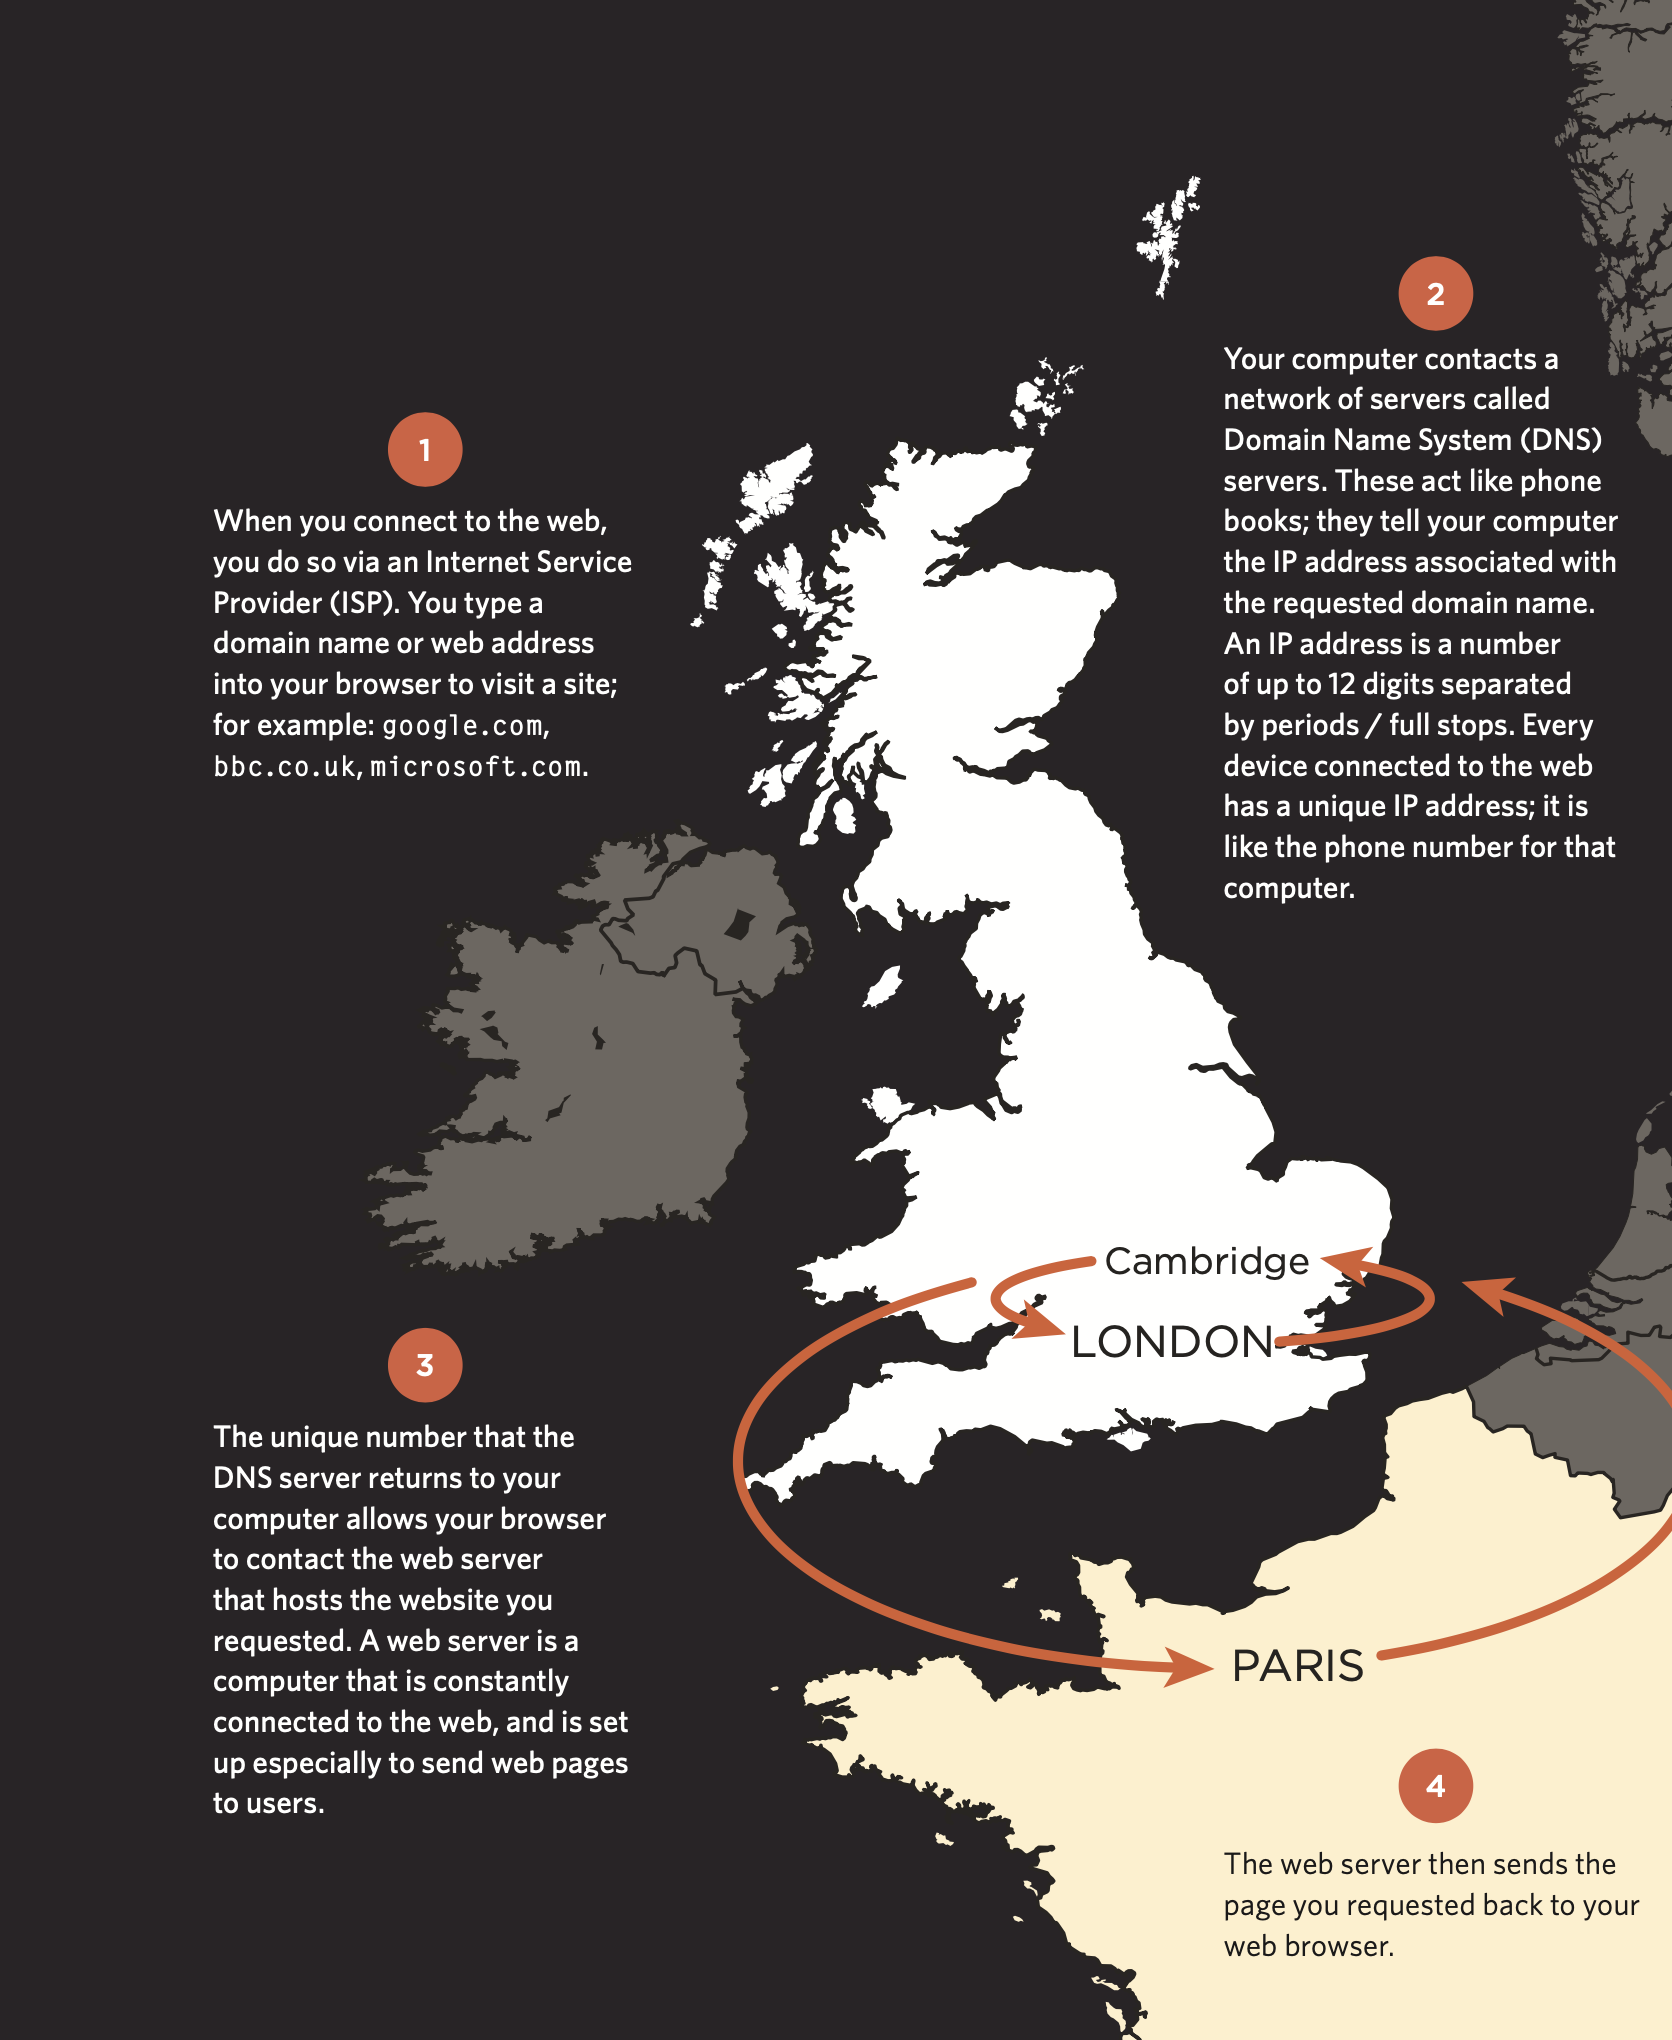 1
When you connect to the web,
you do so via an Internet Service
Provider (ISP). You type a
domain name or web address
into your browser to visit a site;
for example: google.com,
bbc.co.uk, microsoft.com.
2
Your computer contacts a
network of servers called
Domain Name System (DNS)
servers. These act like phone
books; they tell your computer
the IP address associated with
the requested domain name.
An IP address is a number
of up to 12 digits separated
by periods / full stops. Every
device connected to the web
has a unique IP address; it is
like the phone number for that
computer.
Cambridge
LONDON
PARIS
3
The unique number that the
DNS server returns to your
computer allows your browser
to contact the web server
that hosts the website you
requested. A web server is a
computer that is constantly
connected to the web, and is set
up especially to send web pages
to users.
4
The web server then sends the
page you requested back to your
web browser.